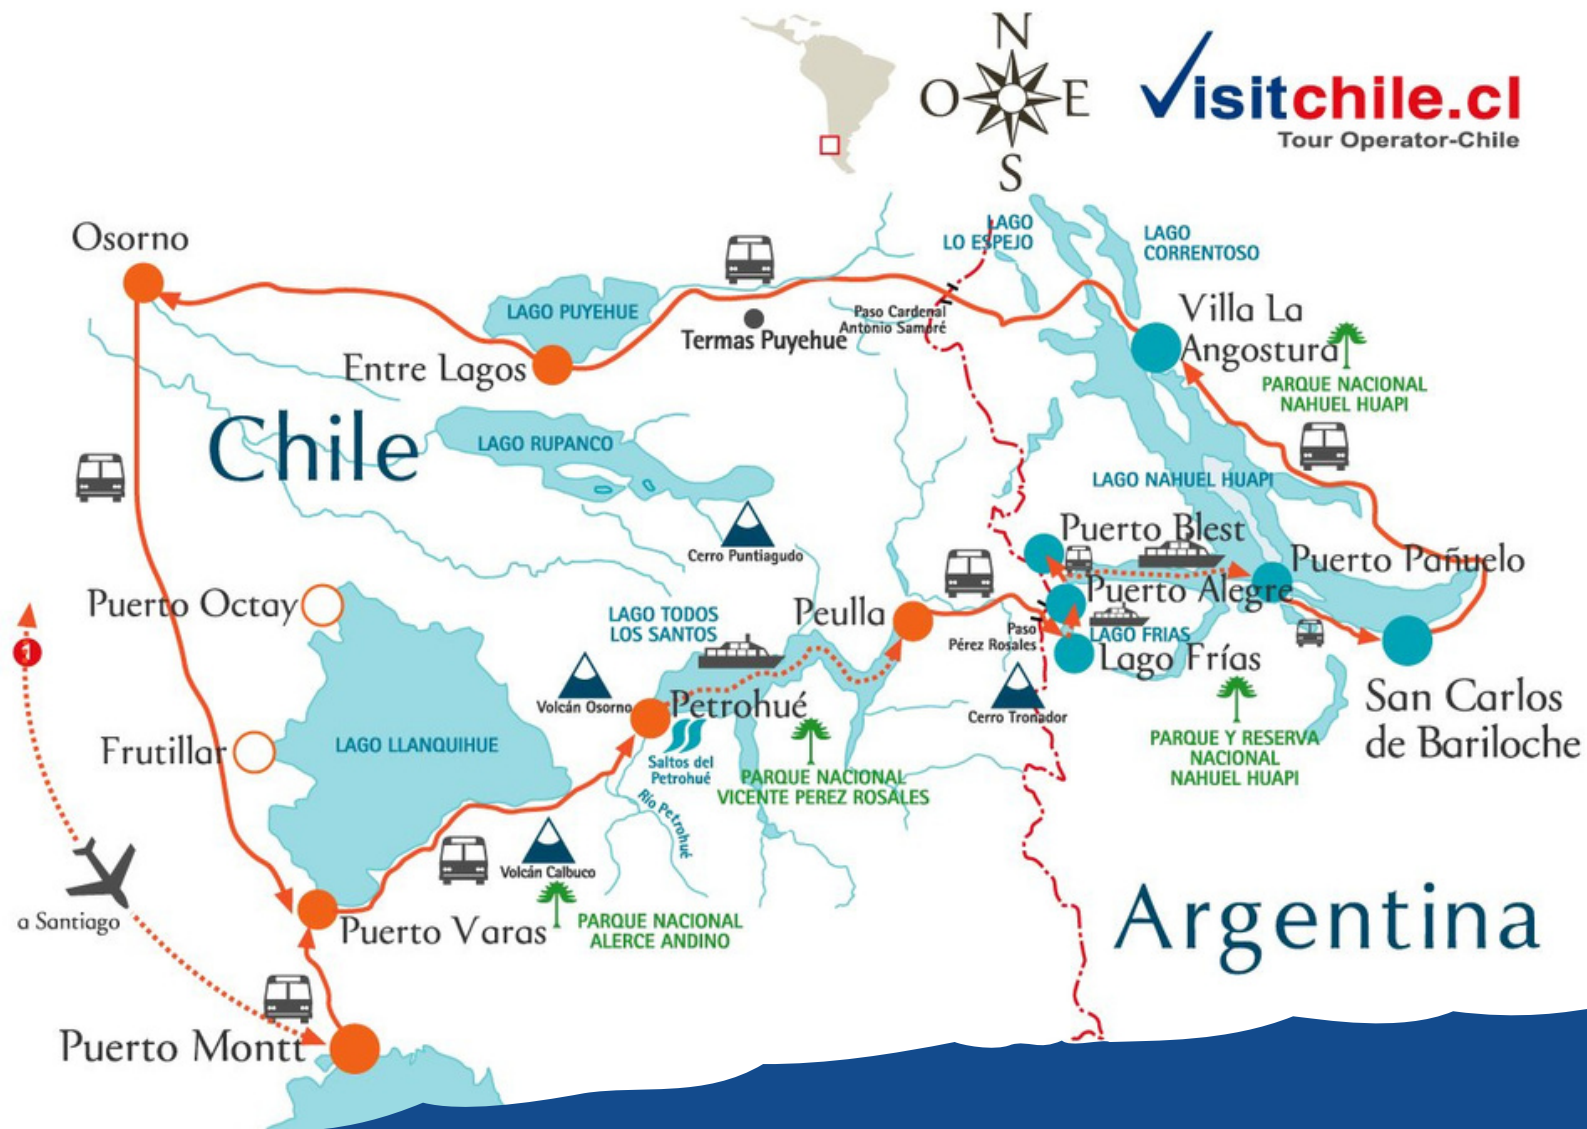 N
O
E
S
Visitchile.cl
Tour Operator-Chile
Osorno
LAGO
LO ESPEJO
LAGO
CORRENTOSO
LAGO PUYEHUE
Termas Puyehue
Paso Cardenal
Antonio Samoré
Villa La
Angostura
Entre Lagos
PARQUE NACIONAL
NAHUEL HUAPI
Chile
LAGO RUPANCO
LAGO NAHUEL HUAPI
Cerro Puntiagudo
Puerto Blest
Puerto Pañuelo
Puerto Octay
LAGO TODOS
LOS SANTOS
Peulla
Puerto Alegre
Paso
Pérez Rosales
LAGO FRIAS
Lago Frías
1
Volcán Osorno
Petrohué
Cerro Tronador
San Carlos
de Bariloche
Frutillar
LAGO LLANQUIHUE
Saltos del
Petrohué
PARQUE NACIONAL
VICENTE PEREZ ROSALES
PARQUE Y RESERVA
NACIONAL
NAHUEL HUAPI
Río Petrohué
Volcán Calbuco
a Santiago
Puerto Varas
PARQUE NACIONAL
ALERCE ANDINO
Argentina
Puerto Montt